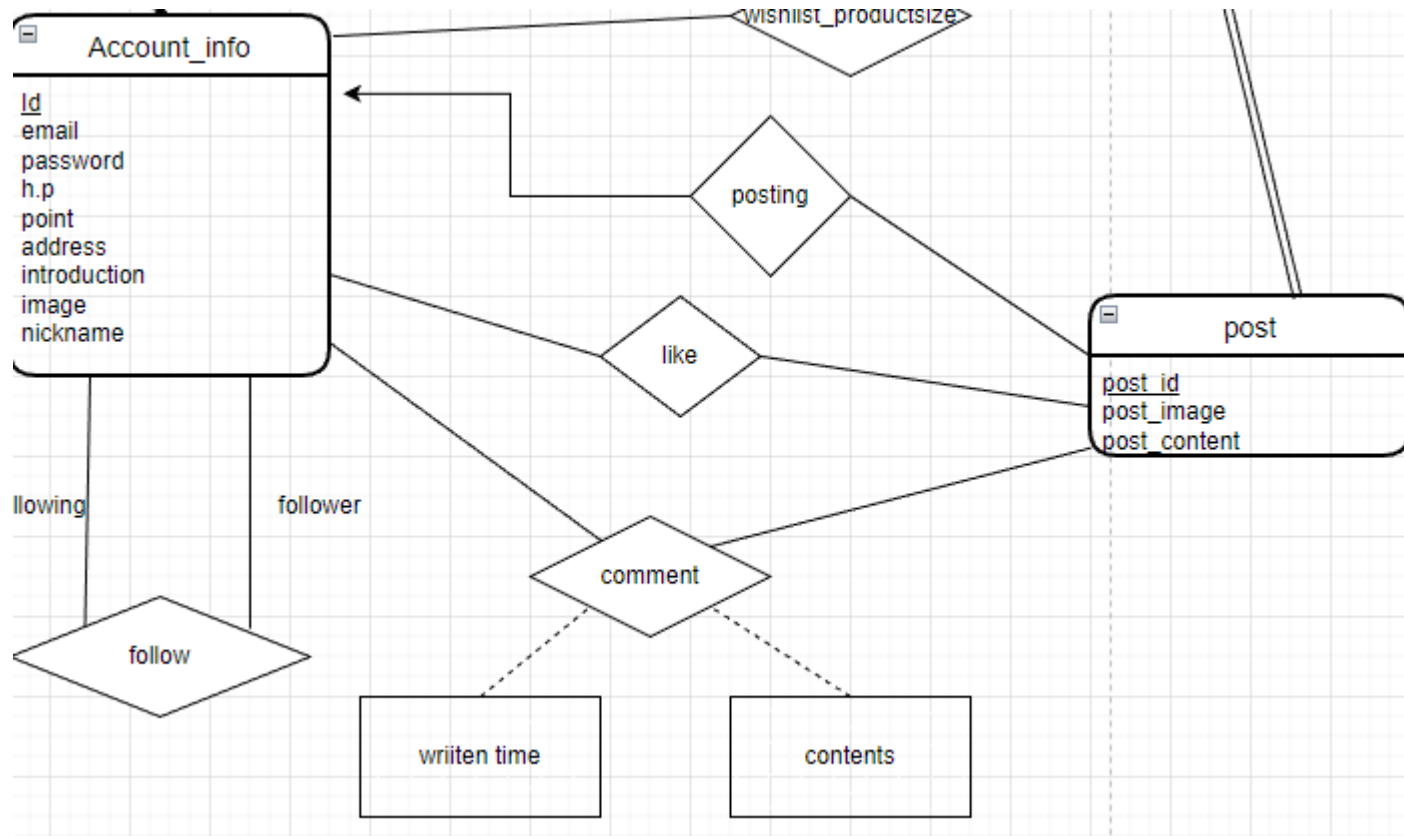 wishlist_productsize
Account_info
Id
email
password
h.p
point
address
introduction
image
nickname
posting
like
post
post_id
post_image
post_content
llowing
follower
comment
follow
wriiten time
contents